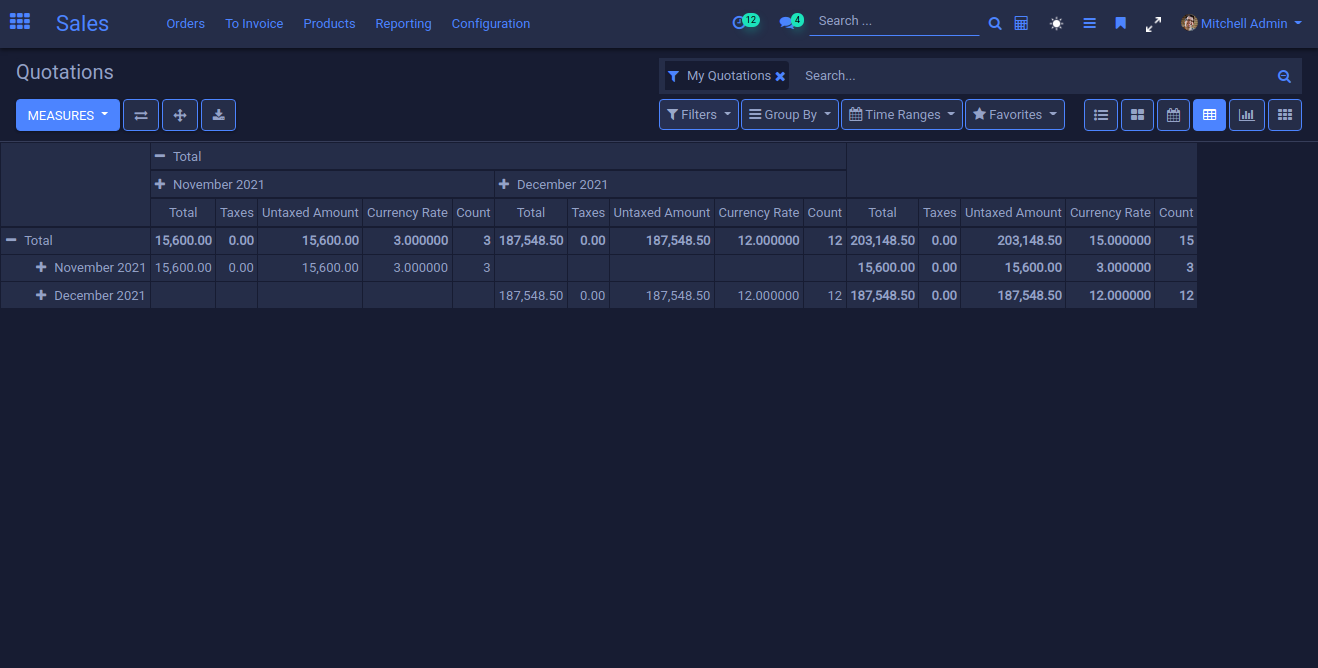 Sales Orders To Invoice Products Reporting Configuration 12 4 Search ... Mitchell Admin
Quotations My Quotations Search...
MEASURES Filters Group By Time Ranges Favorites
Total
November 2021 December 2021
Total Taxes Untaxed Amount Currency Rate Count Total Taxes Untaxed Amount Currency Rate Count Total Taxes Untaxed Amount Currency Rate Count
Total 15,600.00 0.00 15,600.00 3.000000 3 187,548.50 0.00 187,548.50 12.000000 12 203,148.50 0.00 203,148.50 15.000000 15
November 2021 15,600.00 0.00 15,600.00 3.000000 3 15,600.00 0.00 15,600.00 3.000000 3
December 2021 187,548.50 0.00 187,548.50 12.000000 12 187,548.50 0.00 187,548.50 12.000000 12